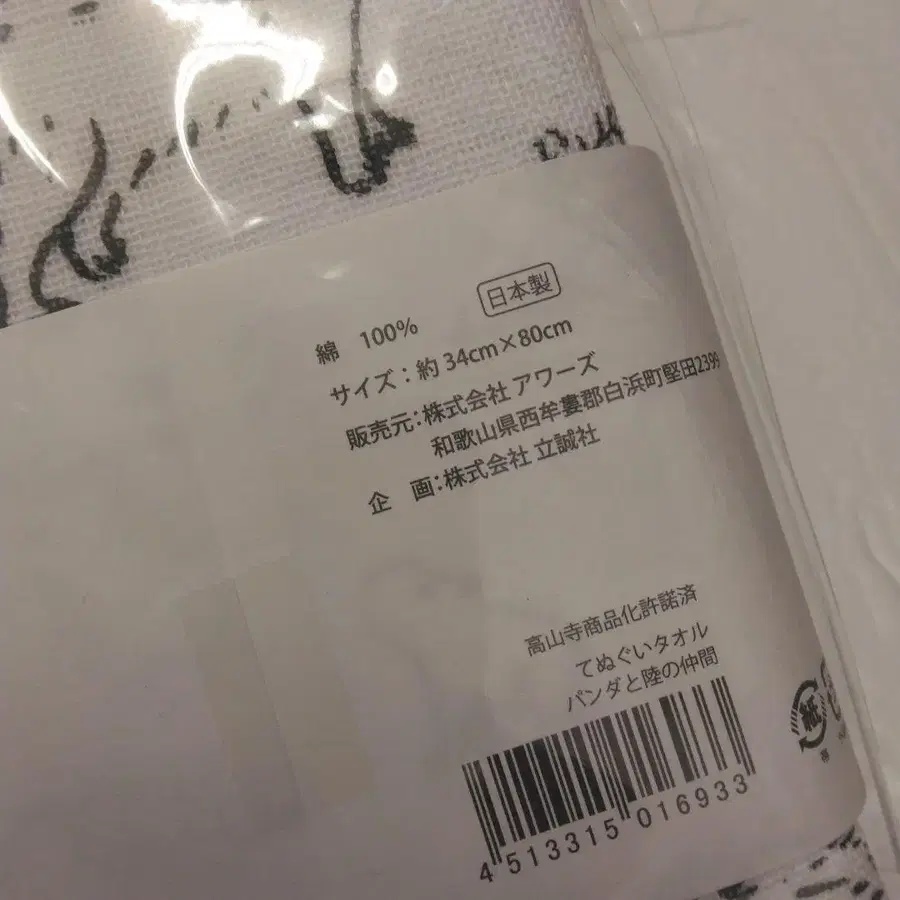 日本製
綿 100%
サイズ：約 34cm×80cm
販売元：株式会社 アワーズ
和歌山県西牟婁郡白浜町堅田2399
企 画：株式会社 立誠社
高山寺商品化許諾済
てぬぐいタオル
パンダと陸の仲間
4 513315 016933
紙